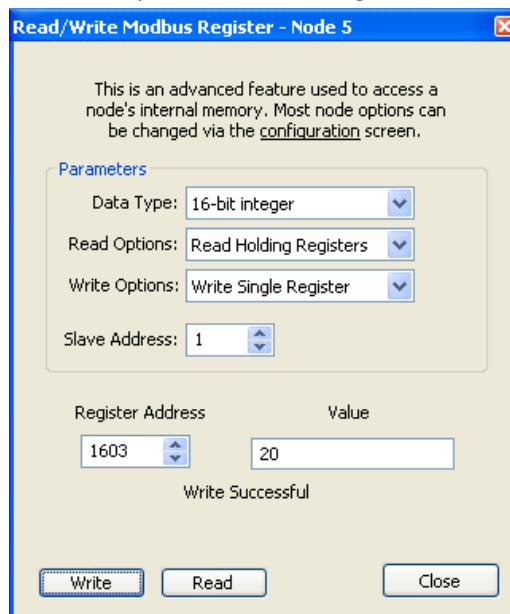 Read/Write Modbus Register - Node 5
This is an advanced feature used to access a
node's internal memory. Most node options can
be changed via the configuration screen.
Parameters
Data Type: 16-bit integer
Read Options: Read Holding Registers
Write Options: Write Single Register
Slave Address: 1
Register Address Value
1603 20
Write Successful
Write Read Close